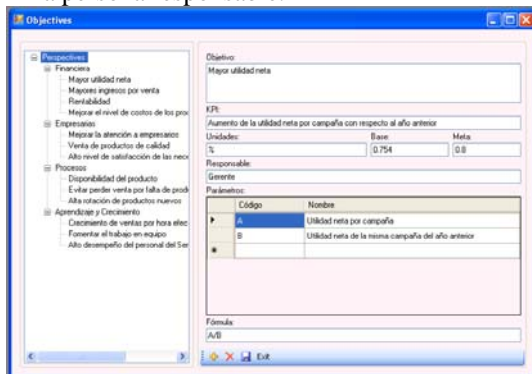 Objectives
Perspectives
Financiera
Mayor utilidad neta
Mayores ingresos por venta
Rentabilidad
Mejorar el nivel de costos de los proc
Empresarias
Mejorar la atención a empresarios
Venta de productos de calidad
Alto nivel de satisfacción de las nece
Procesos
Disponibilidad del producto
Evitar perder venta por falta de prod
Alta rotación de productos nuevos
Aprendizaje y Crecimiento
Crecimiento de ventas por hora efec
Fomentar el trabajo en equipo
Alto desempeño del personal del Ser
Objetivo:
Mayor utilidad neta
KPI:
Aumento de la utilidad neta por campaña con respecto al año anterior
Unidades: Base: Meta:
% 0.754 0.8
Responsable:
Gerente
Parámetros:
Código Nombre
A Utilidad neta por campaña
B Utilidad neta de la misma campaña del año anterior
Fórmula:
A/B
Exit